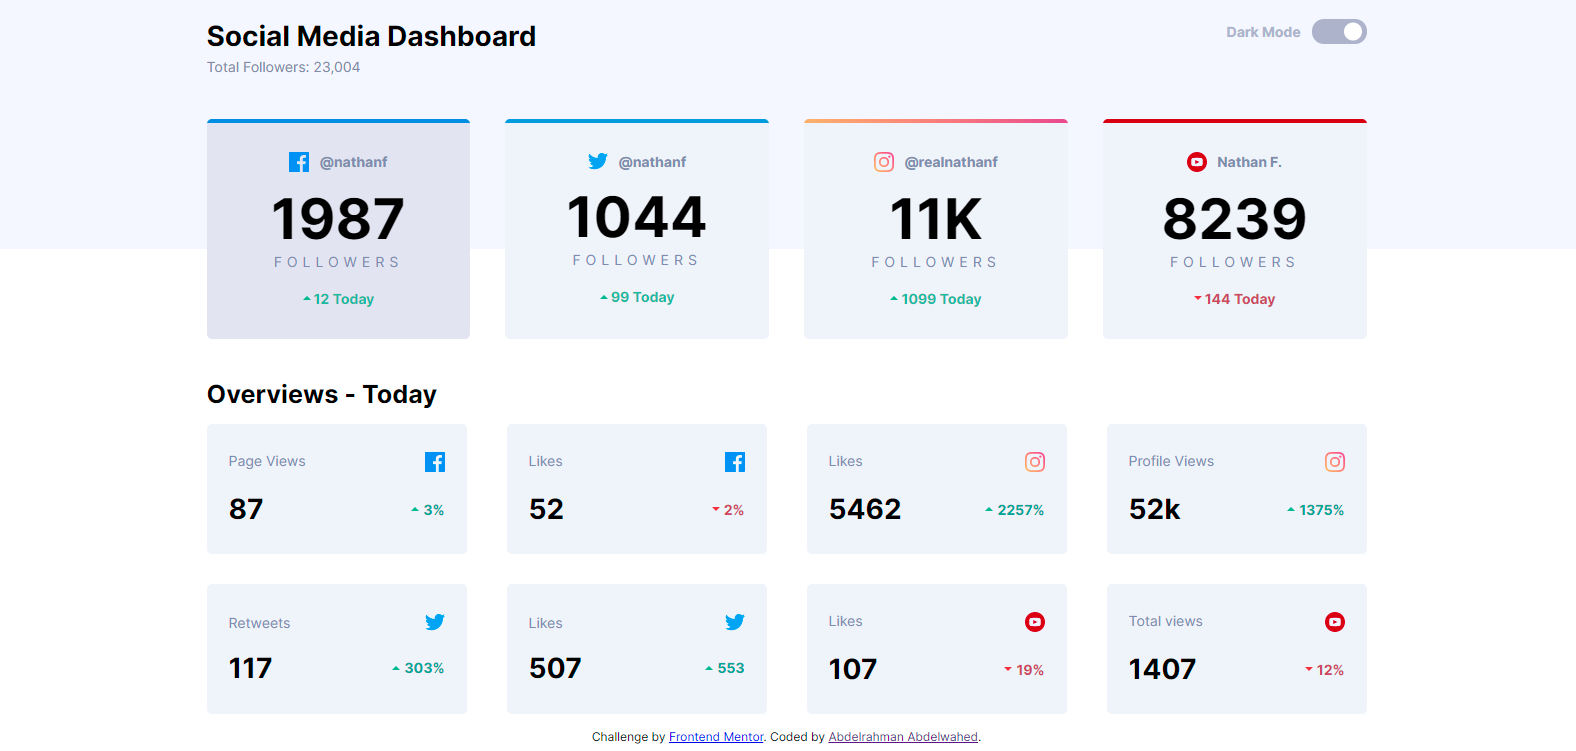 Social Media Dashboard
Dark Mode
Total Followers: 23,004
@nathanf
1987
FOLLOWERS
12 Today
@nathanf
1044
FOLLOWERS
99 Today
@realnathanf
11K
FOLLOWERS
1099 Today
Nathan F.
8239
FOLLOWERS
144 Today
Overviews - Today
Page Views
87
3%
Likes
52
2%
Likes
5462
2257%
Profile Views
52k
1375%
Retweets
117
303%
Likes
507
553
Likes
107
19%
Total views
1407
12%
Challenge by Frontend Mentor. Coded by Abdelrahman Abdelwahed.